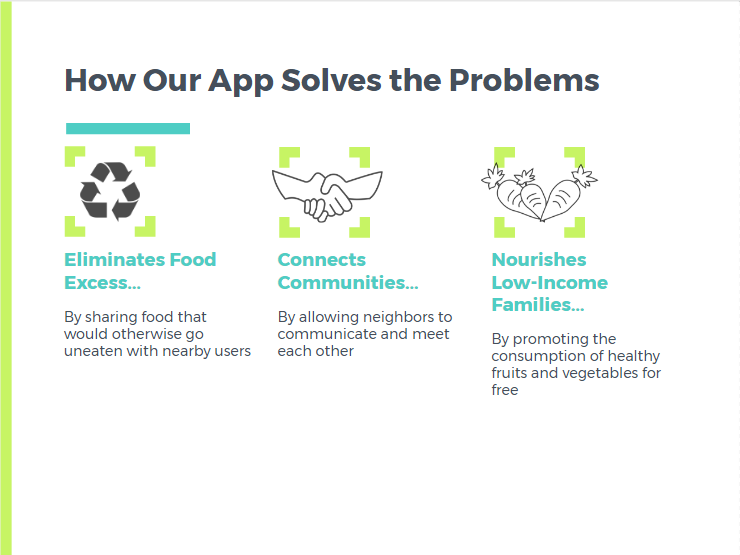 How Our App Solves the Problems
Eliminates Food
Excess...
By sharing food that
would otherwise go
uneaten with nearby users
Connects
Communities...
By allowing neighbors to
communicate and meet
each other
Nourishes
Low-Income
Families...
By promoting the
consumption of healthy
fruits and vegetables for
free